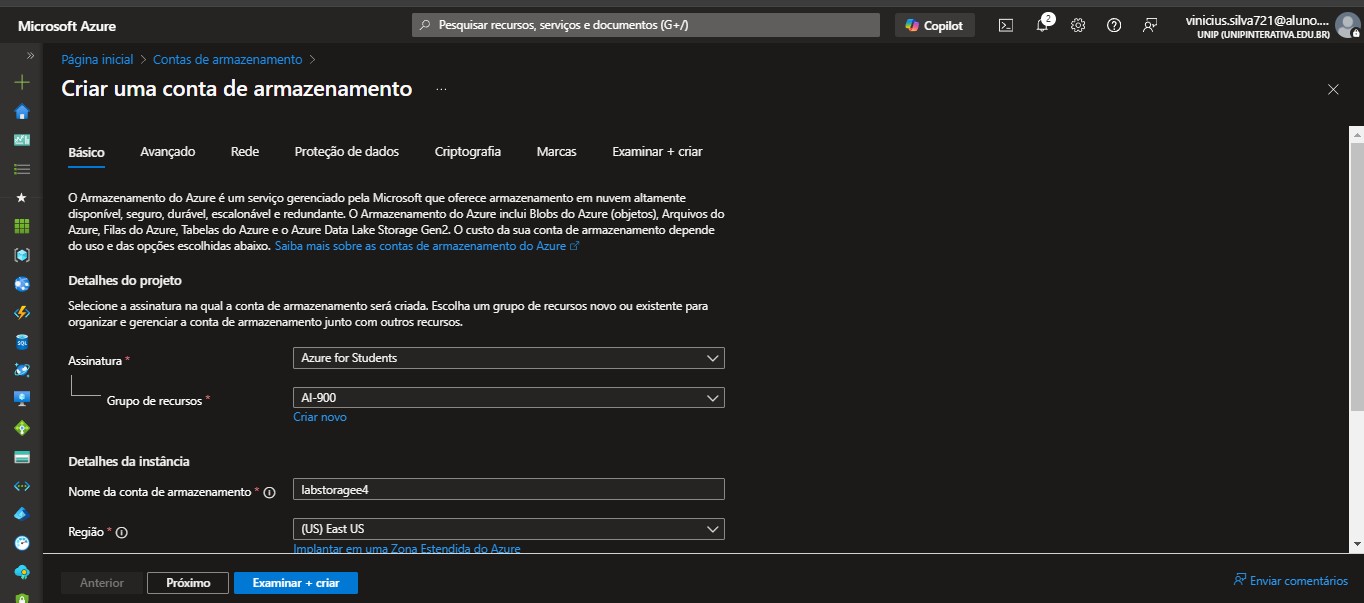 Microsoft Azure
Pesquisar recursos, serviços e documentos (G+/)
Copilot
2
vinicius.silva721@aluno....
UNIP (UNIPINTERATIVA.EDU.BR)
Página inicial > Contas de armazenamento >
Criar uma conta de armazenamento ...
Básico Avançado Rede Proteção de dados Criptografia Marcas Examinar + criar
O Armazenamento do Azure é um serviço gerenciado pela Microsoft que oferece armazenamento em nuvem altamente
disponível, seguro, durável, escalonável e redundante. O Armazenamento do Azure inclui Blobs do Azure (objetos), Arquivos do
Azure, Filas do Azure, Tabelas do Azure e o Azure Data Lake Storage Gen2. O custo da sua conta de armazenamento depende
do uso e das opções escolhidas abaixo. Saiba mais sobre as contas de armazenamento do Azure
Detalhes do projeto
Selecione a assinatura na qual a conta de armazenamento será criada. Escolha um grupo de recursos novo ou existente para
organizar e gerenciar a conta de armazenamento junto com outros recursos.
Assinatura * Azure for Students
Grupo de recursos * AI-900
Criar novo
Detalhes da instância
Nome da conta de armazenamento * labstoragee4
Região * (US) East US
Implantar em uma Zona Estendida do Azure
Anterior Próximo Examinar + criar Enviar comentários